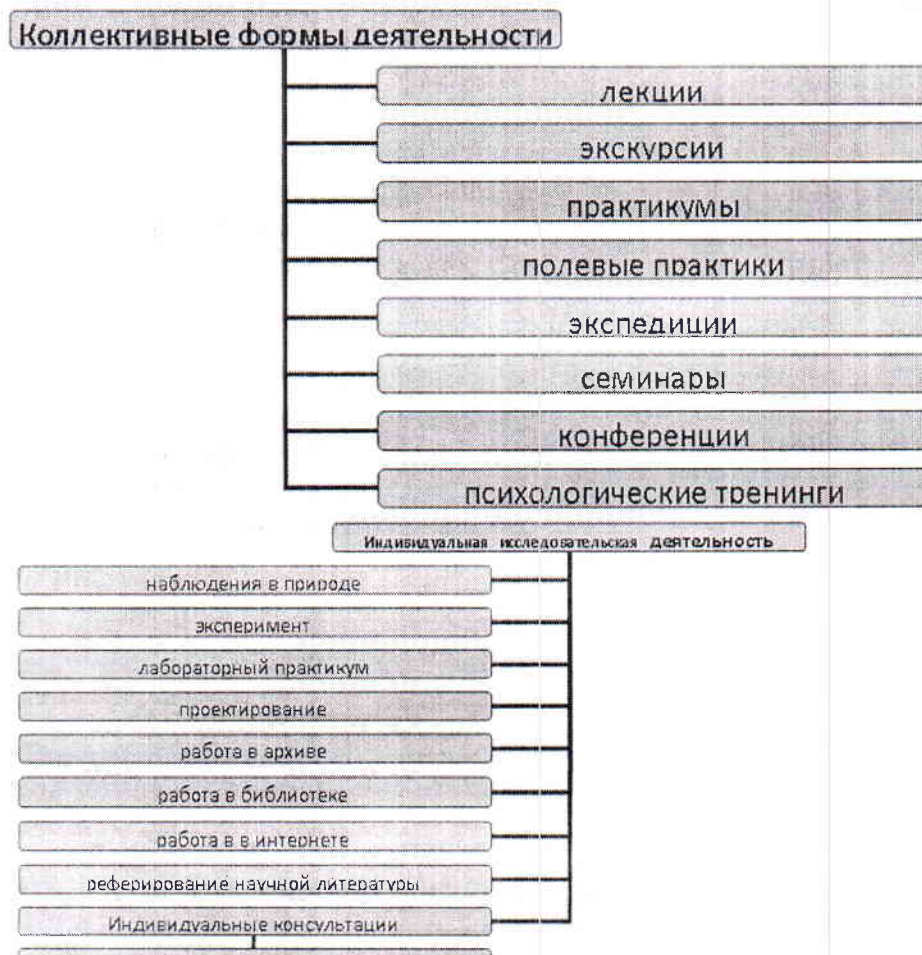 Коллективные формы деятельности
лекции
экскурсии
практикумы
полевые практики
экспедиции
семинары
конференции
психологические тренинги
Индивидуальная исследовательская деятельность
наблюдения в природе
эксперимент
лабораторный практикум
проектирование
работа в архиве
работа в библиотеке
работа в в интернете
реферирование научной литературы
Индивидуальные консультации